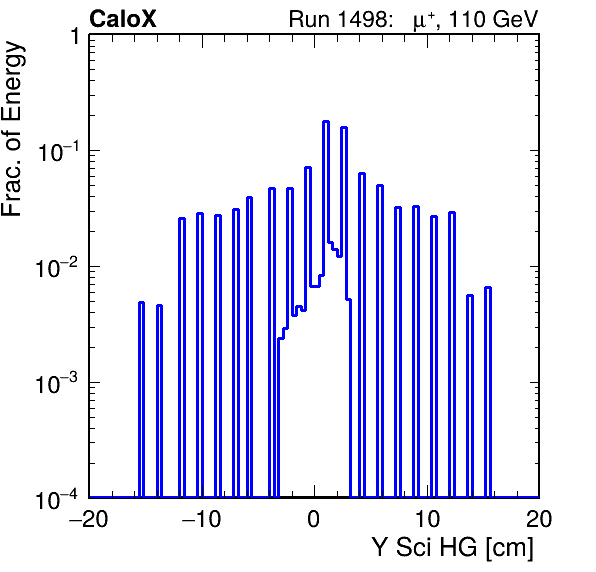 CaloX Run 1498: μ⁺, 110 GeV
Frac. of Energy
1
10⁻¹
10⁻²
10⁻³
10⁻⁴
−20 −10 0 10 20
Y Sci HG [cm]